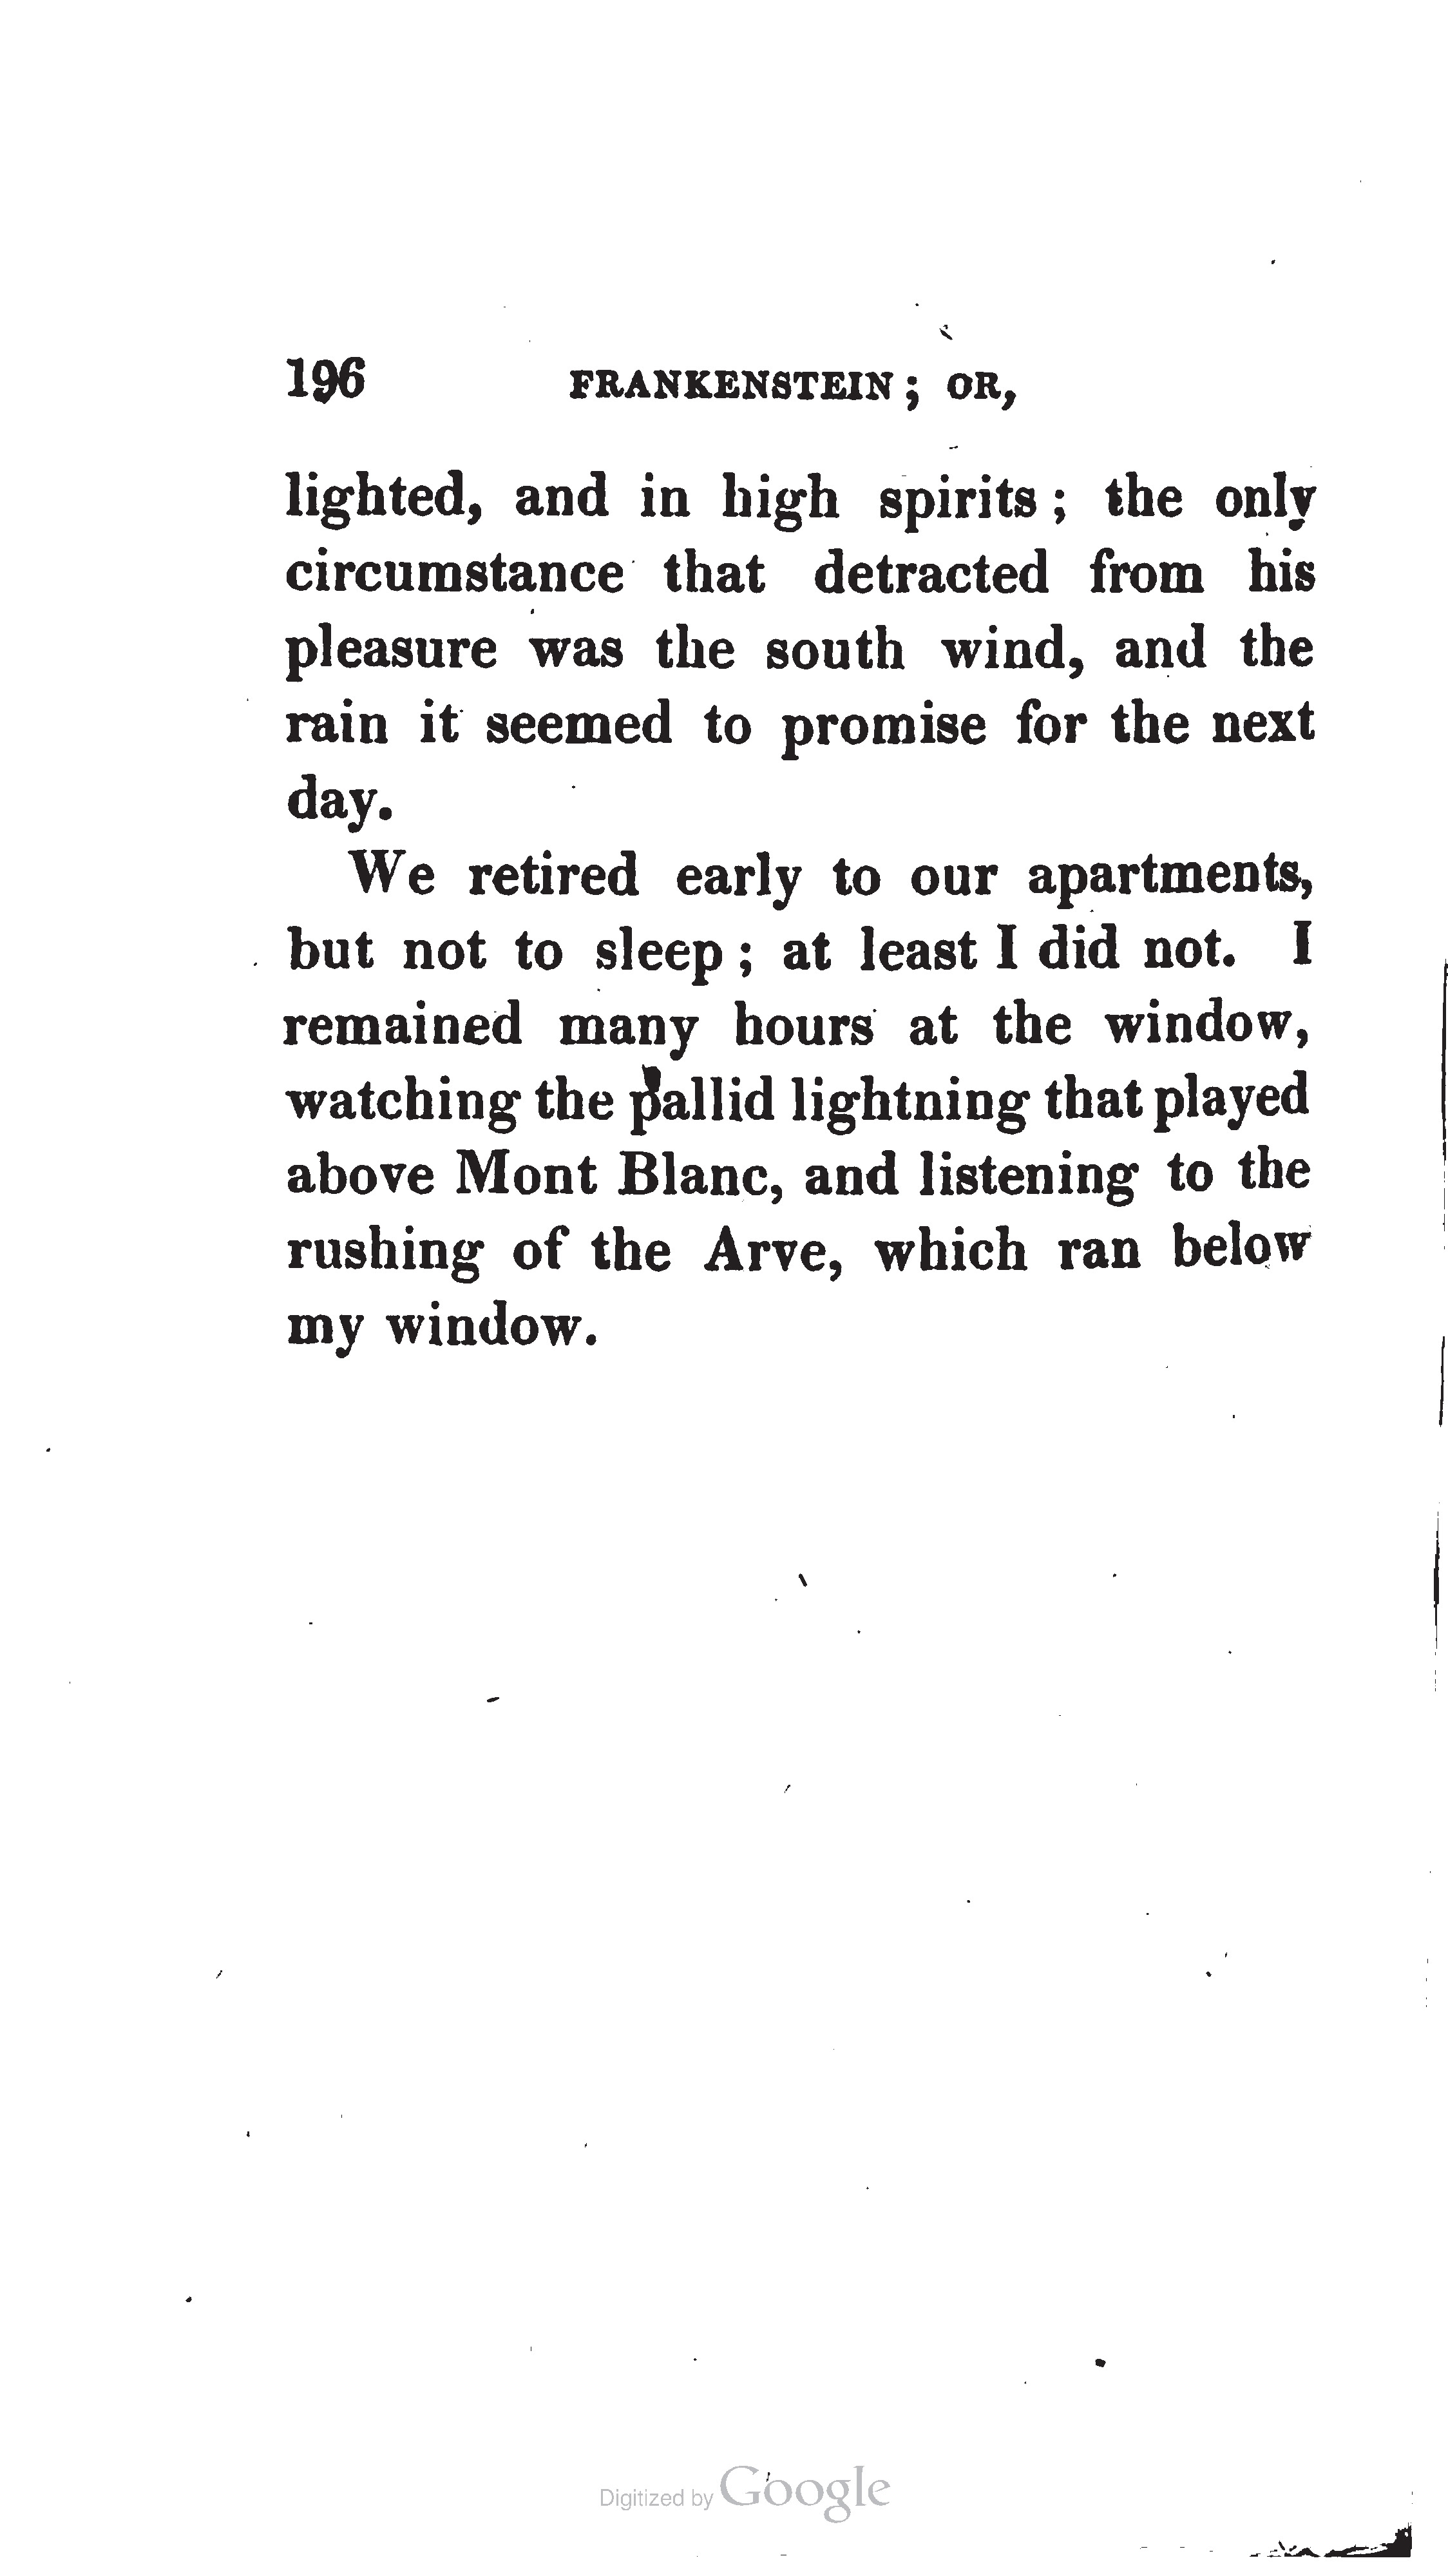 196 FRANKENSTEIN; OR,
lighted, and in high spirits; the only
circumstance that detracted from his
pleasure was the south wind, and the
rain it seemed to promise for the next
day.
We retired early to our apartments,
but not to sleep; at least I did not. I
remained many hours at the window,
watching the pallid lightning that played
above Mont Blanc, and listening to the
rushing of the Arve, which ran below
my window.
Digitized by Google